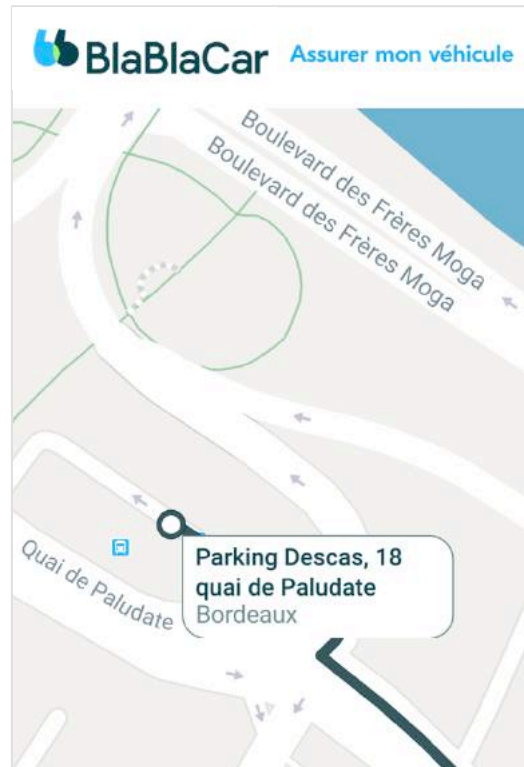 BlaBlaCar
Assurer mon véhicule
Boulevard des Frères Moga
Boulevard des Frères Moga
Quai de Paludate
Parking Descas, 18
quai de Paludate
Bordeaux